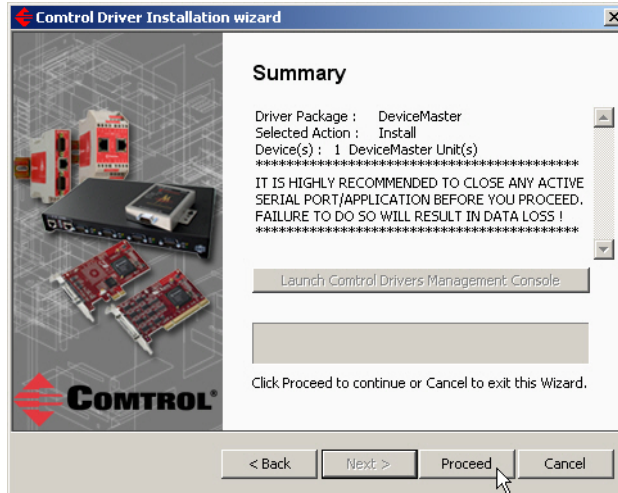 Comtrol Driver Installation wizard
Summary
Driver Package : DeviceMaster
Selected Action : Install
Device(s) : 1 DeviceMaster Unit(s)
*************************************************
IT IS HIGHLY RECOMMENDED TO CLOSE ANY ACTIVE
SERIAL PORT/APPLICATION BEFORE YOU PROCEED.
FAILURE TO DO SO WILL RESULT IN DATA LOSS !
*************************************************
Launch Comtrol Drivers Management Console
Click Proceed to continue or Cancel to exit this Wizard.
COMTROL®
< Back Next > Proceed Cancel